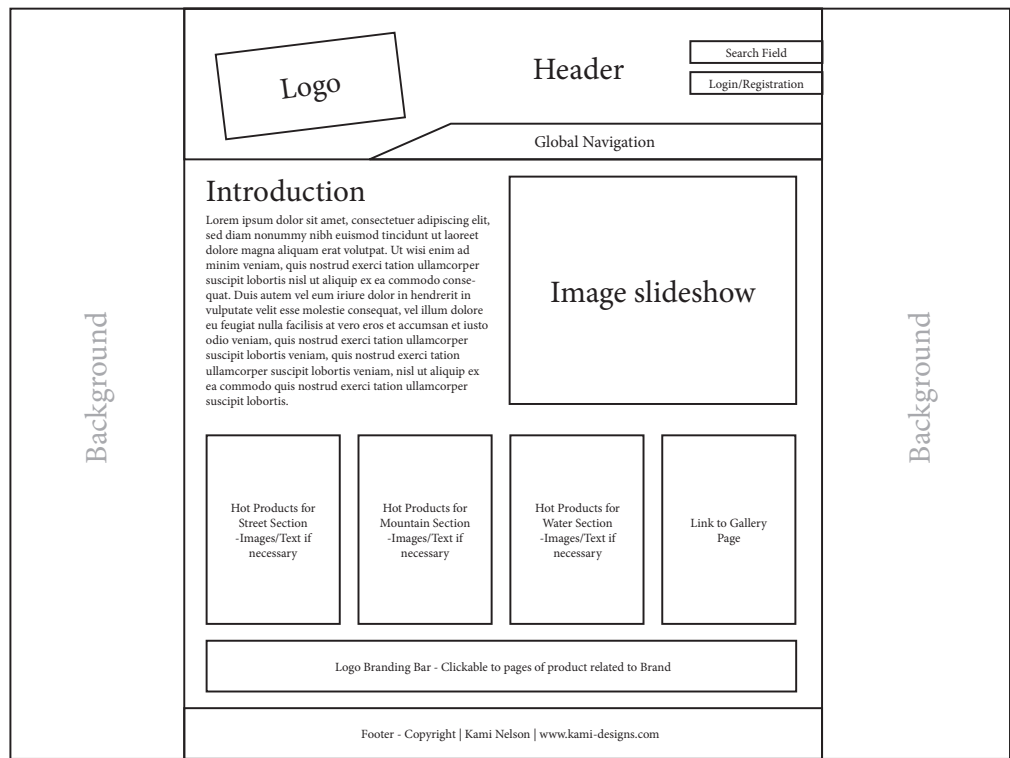 Logo
Header
Search Field
Login/Registration
Global Navigation
Introduction
Lorem ipsum dolor sit amet, consectetuer adipiscing elit,
sed diam nonummy nibh euismod tincidunt ut laoreet
dolore magna aliquam erat volutpat. Ut wisi enim ad
minim veniam, quis nostrud exerci tation ullamcorper
suscipit lobortis nisl ut aliquip ex ea commodo conse-
quat. Duis autem vel eum iriure dolor in hendrerit in
vulputate velit esse molestie consequat, vel illum dolore
eu feugiat nulla facilisis at vero eros et accumsan et iusto
odio veniam, quis nostrud exerci tation ullamcorper
suscipit lobortis veniam, quis nostrud exerci tation
ullamcorper suscipit lobortis veniam, nisl ut aliquip ex
ea commodo quis nostrud exerci tation ullamcorper
suscipit lobortis.
Image slideshow
Background
Background
Hot Products for
Street Section
-Images/Text if
necessary
Hot Products for
Mountain Section
-Images/Text if
necessary
Hot Products for
Water Section
-Images/Text if
necessary
Link to Gallery
Page
Logo Branding Bar - Clickable to pages of product related to Brand
Footer - Copyright | Kami Nelson | www.kami-designs.com